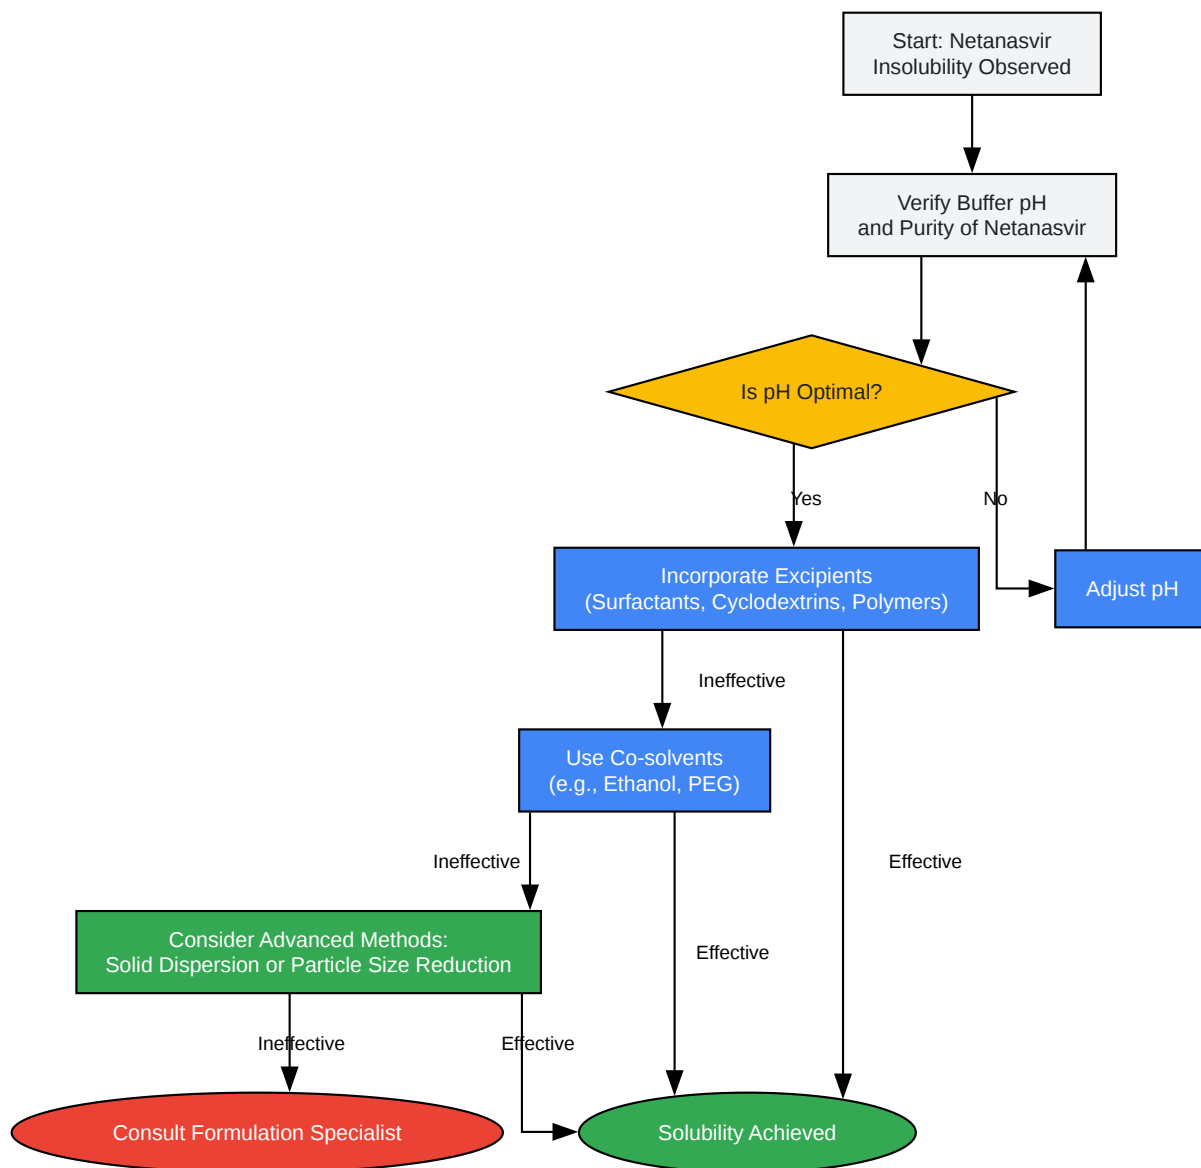 Start: Netanasvir
Insolubility Observed
Verify Buffer pH
and Purity of Netanasvir
Is pH Optimal?
Yes
No
Incorporate Excipients
(Surfactants, Cyclodextrins, Polymers)
Adjust pH
Ineffective
Use Co-solvents
(e.g., Ethanol, PEG)
Ineffective
Effective
Consider Advanced Methods:
Solid Dispersion or Particle Size Reduction
Effective
Ineffective
Effective
Consult Formulation Specialist
Solubility Achieved